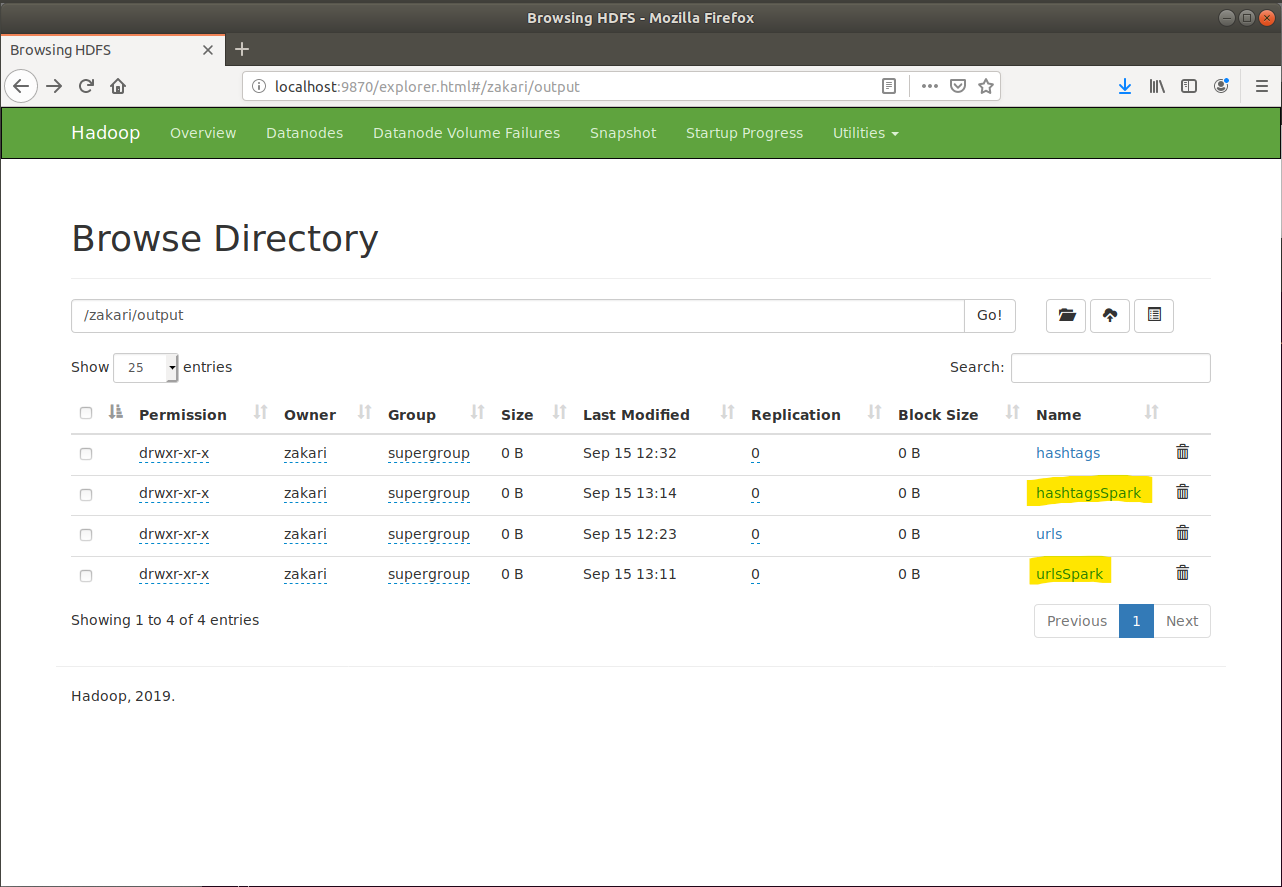 Browsing HDFS - Mozilla Firefox
Browsing HDFS
localhost:9870/explorer.html#/zakari/output
Hadoop Overview Datanodes Datanode Volume Failures Snapshot Startup Progress Utilities
Browse Directory
/zakari/output Go!
Show 25 entries Search:
Permission Owner Group Size Last Modified Replication Block Size Name
drwxr-xr-x zakari supergroup 0 B Sep 15 12:32 0 0 B hashtags
drwxr-xr-x zakari supergroup 0 B Sep 15 13:14 0 0 B hashtagsSpark
drwxr-xr-x zakari supergroup 0 B Sep 15 12:23 0 0 B urls
drwxr-xr-x zakari supergroup 0 B Sep 15 13:11 0 0 B urlsSpark
Showing 1 to 4 of 4 entries Previous 1 Next
Hadoop, 2019.